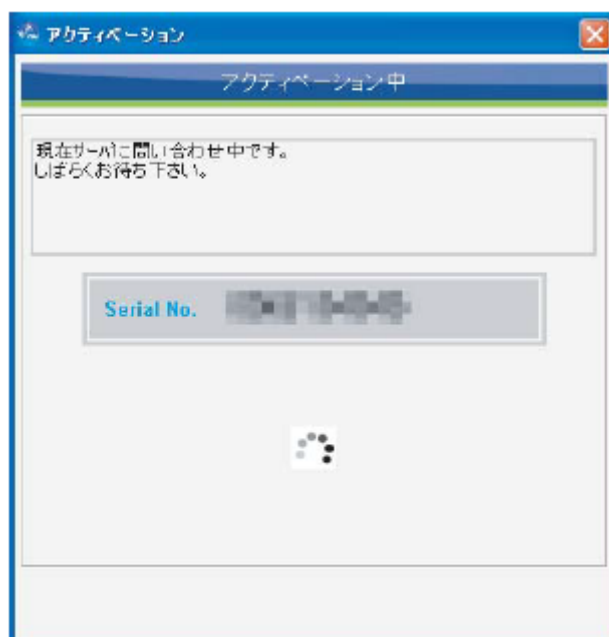 アクティベーション
アクティベーション中
現在サーバに問い合わせ中です。
しばらくお待ち下さい。
Serial No.